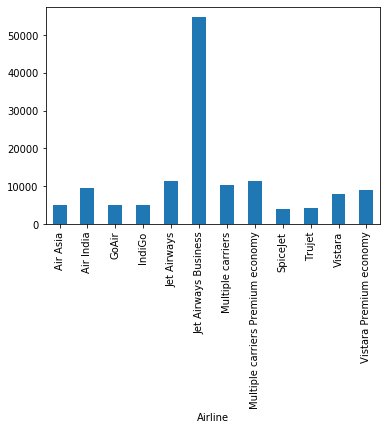 50000
40000
30000
20000
10000
0
Air Asia
Air India
GoAir
IndiGo
Jet Airways
Jet Airways Business
Multiple carriers
Multiple carriers Premium economy
SpiceJet
Trujet
Vistara
Vistara Premium economy
Airline